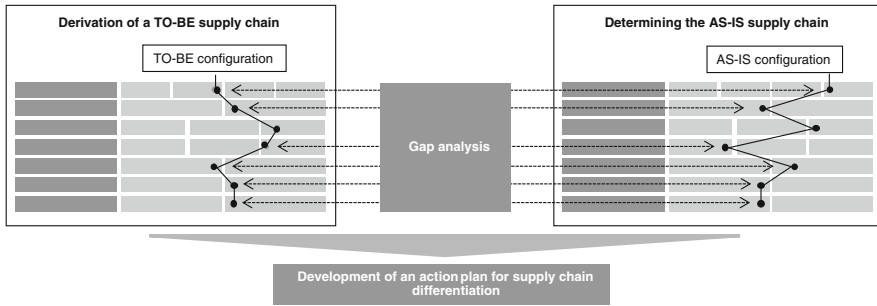 Derivation of a TO-BE supply chain
Determining the AS-IS supply chain
TO-BE configuration
AS-IS configuration
Gap analysis
Development of an action plan for supply chain
differentiation